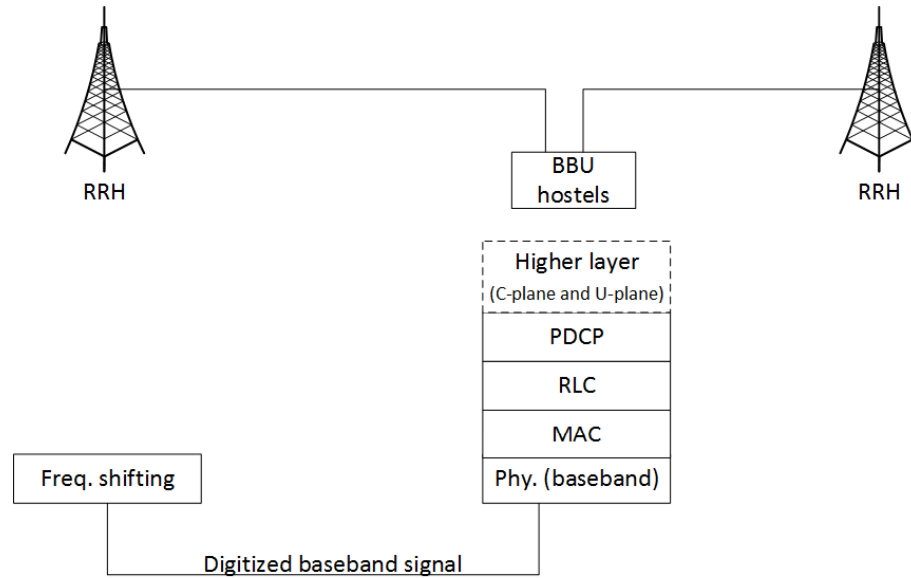 RRH
BBU
hostels
RRH
Higher layer
(C-plane and U-plane)
PDCP
RLC
MAC
Freq. shifting
Phy. (baseband)
Digitized baseband signal